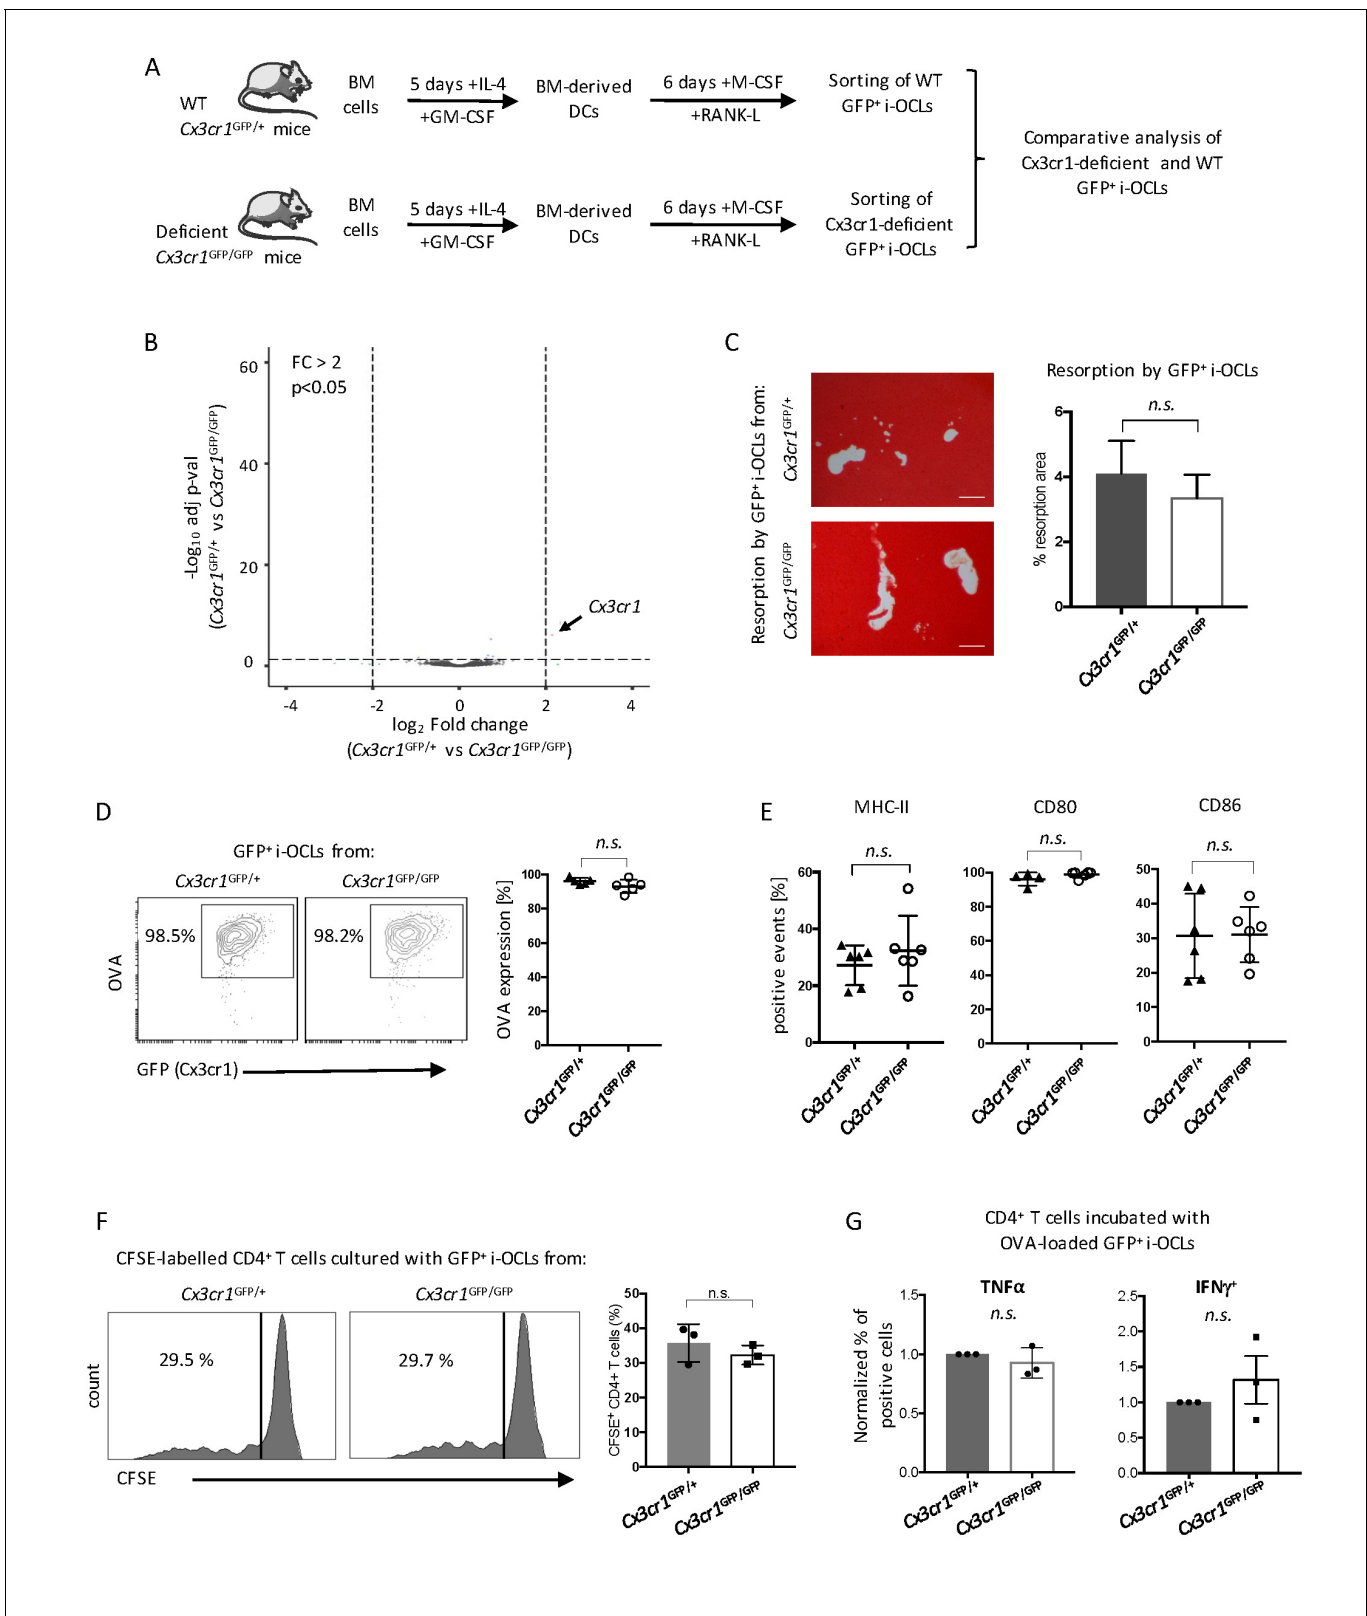 A
WT
Cx3cr1GFP/+ mice
BM
cells
5 days +IL-4
+GM-CSF
BM-derived
DCs
6 days +M-CSF
+RANK-L
Sorting of WT
GFP+ i-OCLs
Deficient
Cx3cr1GFP/GFP mice
BM
cells
5 days +IL-4
+GM-CSF
BM-derived
DCs
6 days +M-CSF
+RANK-L
Sorting of
Cx3cr1-deficient
GFP+ i-OCLs
Comparative analysis of
Cx3cr1-deficient and WT
GFP+ i-OCLs
B
-Log10 adj p-val
(Cx3cr1GFP/+ vs Cx3cr1GFP/GFP)
60
40
20
0
FC > 2
p<0.05
Cx3cr1
-4 -2 0 2 4
log2 Fold change
(Cx3cr1GFP/+ vs Cx3cr1GFP/GFP)
C
Resorption by GFP+ i-OCLs from:
Cx3cr1GFP/+
Cx3cr1GFP/GFP
Resorption by GFP+ i-OCLs
n.s.
% resorption area
6
4
2
0
Cx3cr1GFP/+
Cx3cr1GFP/GFP
D
GFP+ i-OCLs from:
Cx3cr1GFP/+
Cx3cr1GFP/GFP
98.5%
98.2%
OVA
GFP (Cx3cr1)
n.s.
OVA expression [%]
100
80
60
40
20
0
Cx3cr1GFP/+
Cx3cr1GFP/GFP
E
MHC-II
n.s.
positive events [%]
60
40
20
0
Cx3cr1GFP/+
Cx3cr1GFP/GFP
CD80
n.s.
100
80
60
40
20
0
Cx3cr1GFP/+
Cx3cr1GFP/GFP
CD86
n.s.
50
40
30
20
10
0
Cx3cr1GFP/+
Cx3cr1GFP/GFP
F
CFSE-labelled CD4+ T cells cultured with GFP+ i-OCLs from:
Cx3cr1GFP/+
Cx3cr1GFP/GFP
29.5 %
29.7 %
count
CFSE
n.s.
CFSE+ CD4+ T cells (%)
50
40
30
20
10
0
Cx3cr1GFP/+
Cx3cr1GFP/GFP
G
CD4+ T cells incubated with
OVA-loaded GFP+ i-OCLs
TNFα
n.s.
Normalized % of
positive cells
1.5
1.0
0.5
0.0
Cx3cr1GFP/+
Cx3cr1GFP/GFP
IFNγ+
n.s.
2.5
2.0
1.5
1.0
0.5
0.0
Cx3cr1GFP/+
Cx3cr1GFP/GFP